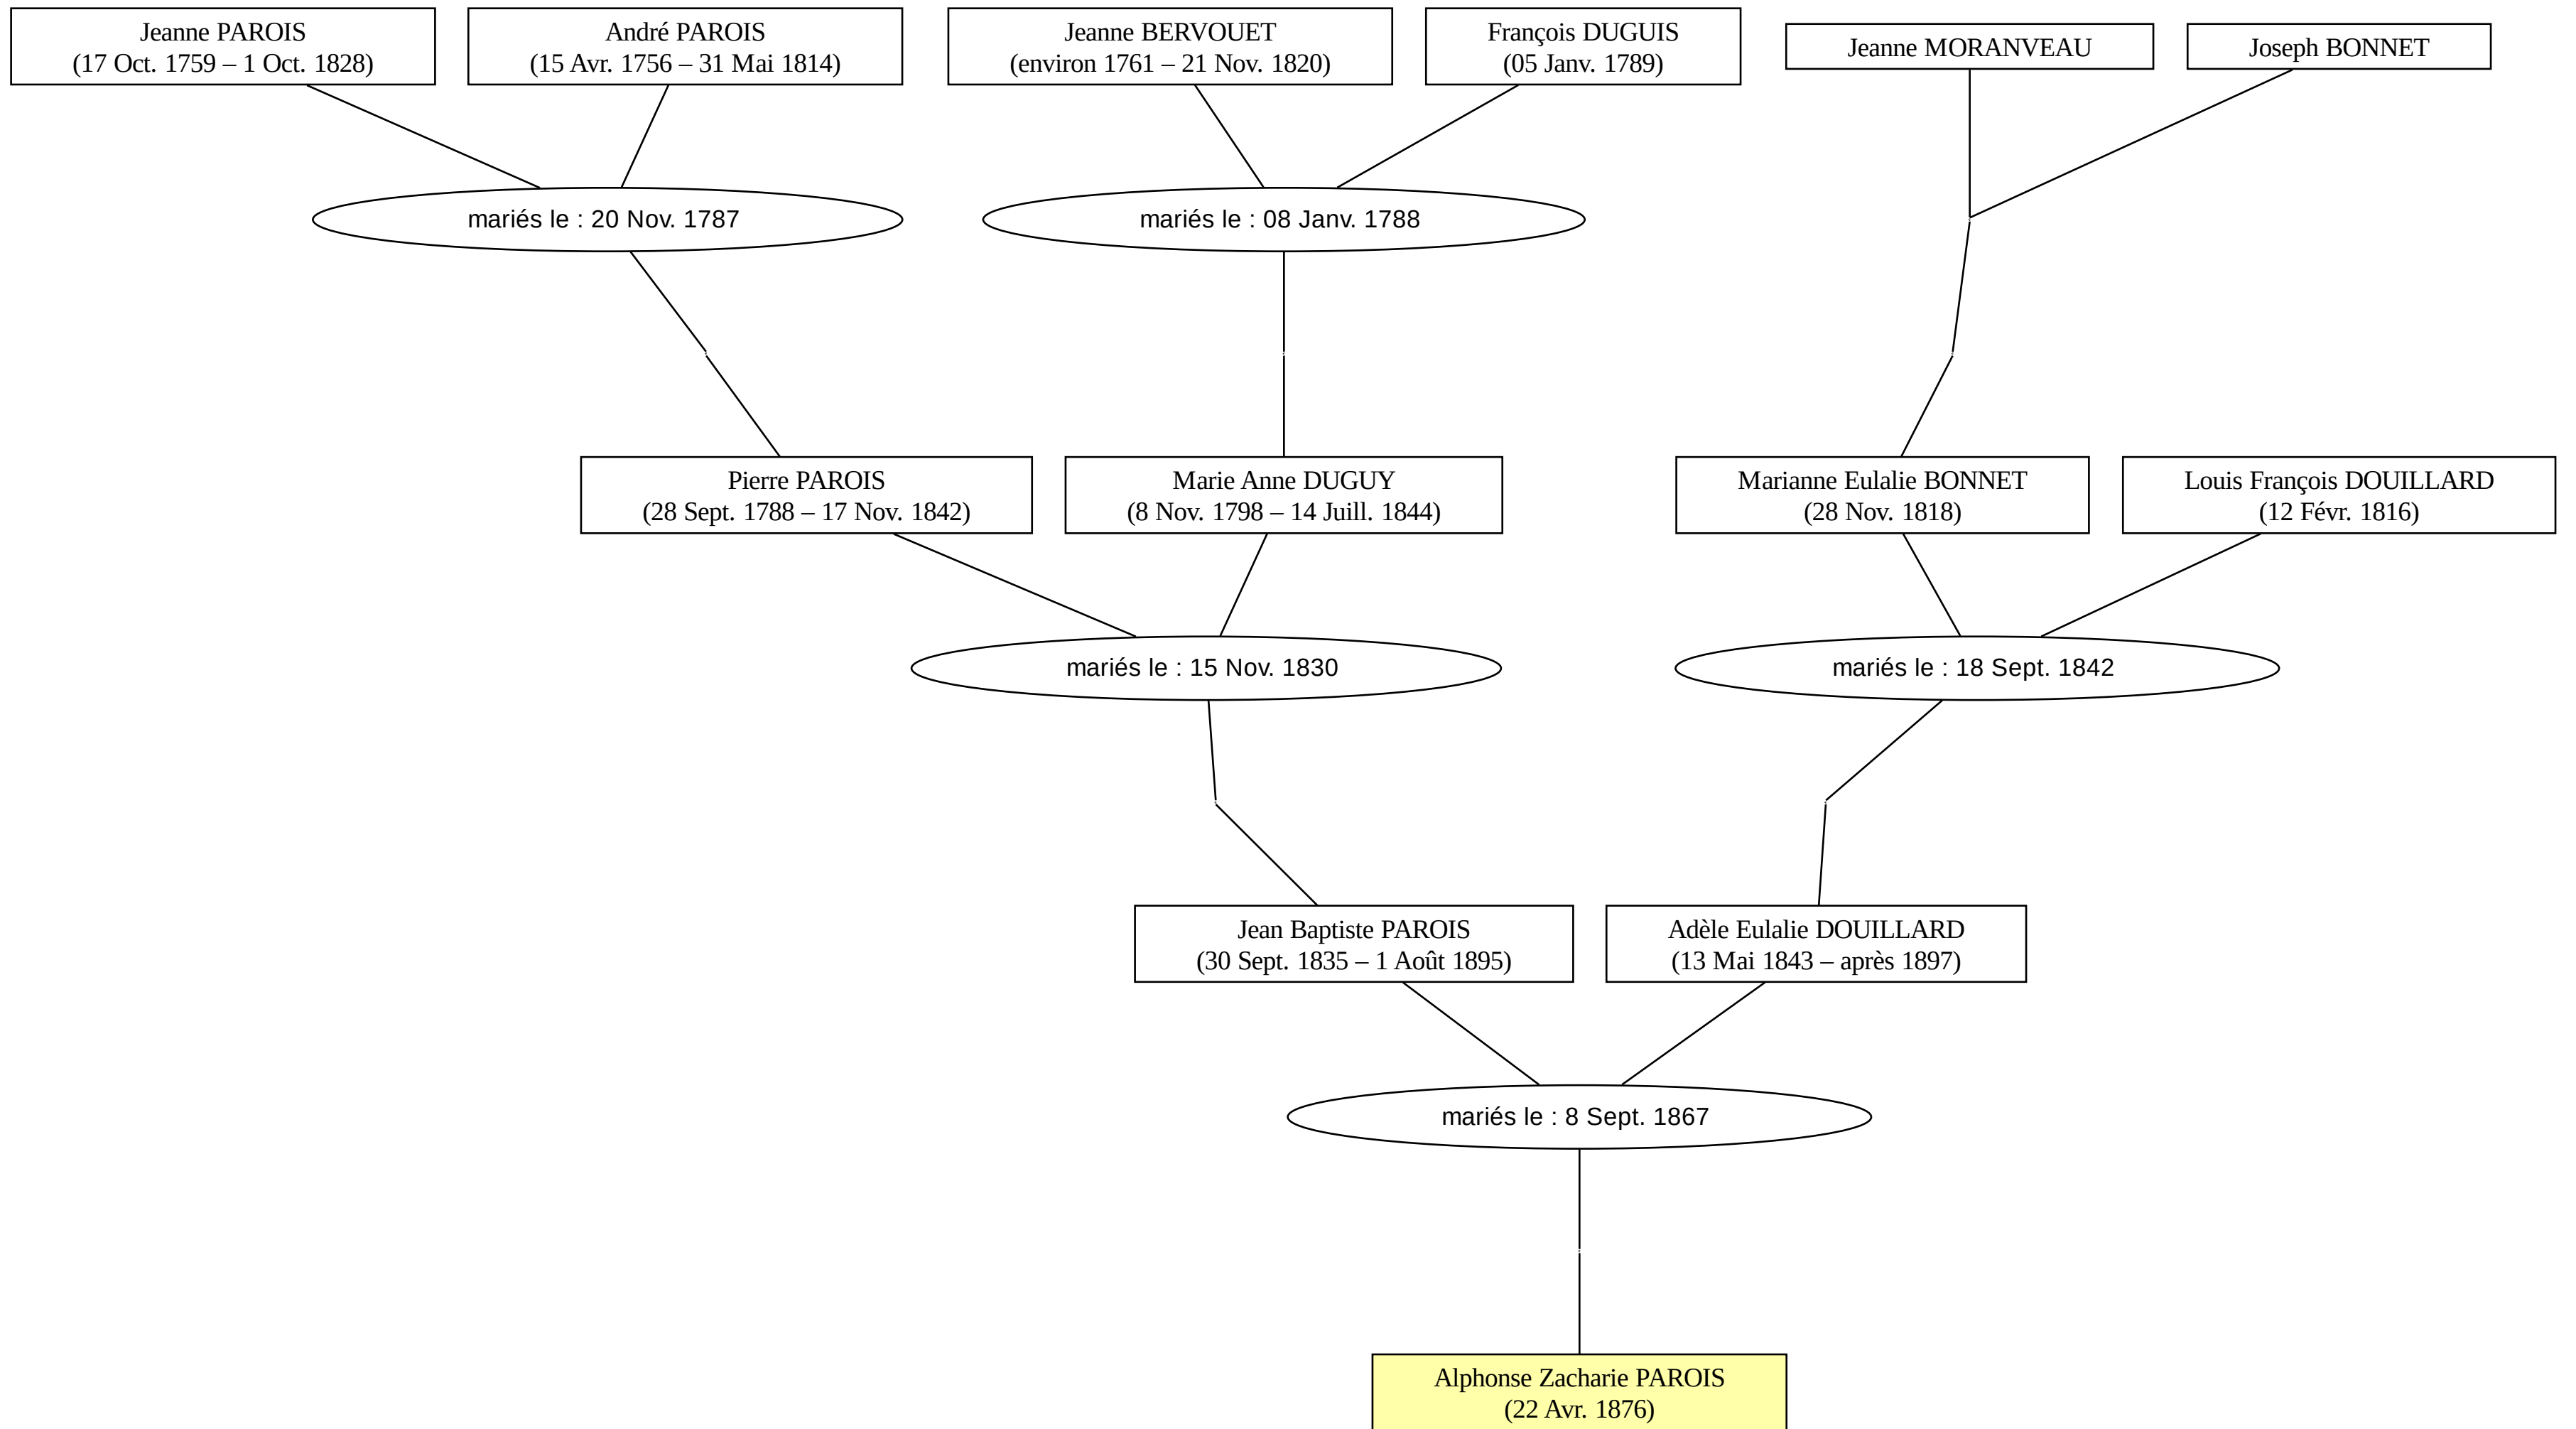 Jeanne PAROIS
(17 Oct. 1759 – 1 Oct. 1828)
André PAROIS
(15 Avr. 1756 – 31 Mai 1814)
Jeanne BERVOUET
(environ 1761 – 21 Nov. 1820)
François DUGUIS
(05 Janv. 1789)
Jeanne MORANVEAU
Joseph BONNET
mariés le : 20 Nov. 1787
mariés le : 08 Janv. 1788
Pierre PAROIS
(28 Sept. 1788 – 17 Nov. 1842)
Marie Anne DUGUY
(8 Nov. 1798 – 14 Juill. 1844)
Marianne Eulalie BONNET
(28 Nov. 1818)
Louis François DOUILLARD
(12 Févr. 1816)
mariés le : 15 Nov. 1830
mariés le : 18 Sept. 1842
Jean Baptiste PAROIS
(30 Sept. 1835 – 1 Août 1895)
Adèle Eulalie DOUILLARD
(13 Mai 1843 – après 1897)
mariés le : 8 Sept. 1867
Alphonse Zacharie PAROIS
(22 Avr. 1876)